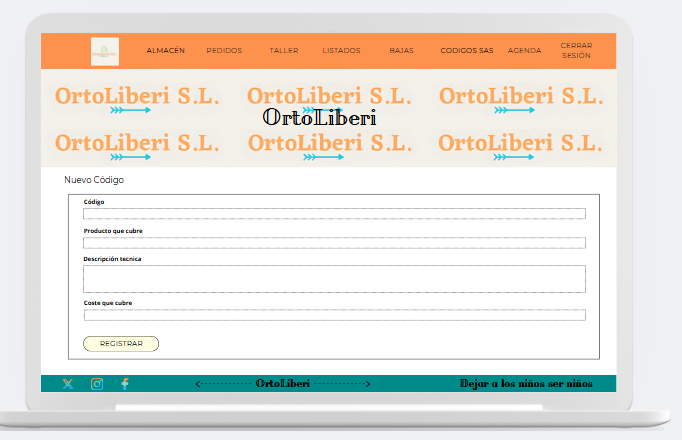 ALMACÉN PEDIDOS TALLER LISTADOS BAJAS CODIGOS SAS AGENDA CERRAR SESIÓN
OrtoLiberi S.L. OrtoLiberi S.L. OrtoLiberi S.L.
OrtoLiberi
OrtoLiberi S.L. OrtoLiberi S.L. OrtoLiberi S.L.
Nuevo Código
Código
Producto que cubre
Descripción tecnica
Coste que cubre
REGISTRAR
OrtoLiberi Dejar a los niños ser niños